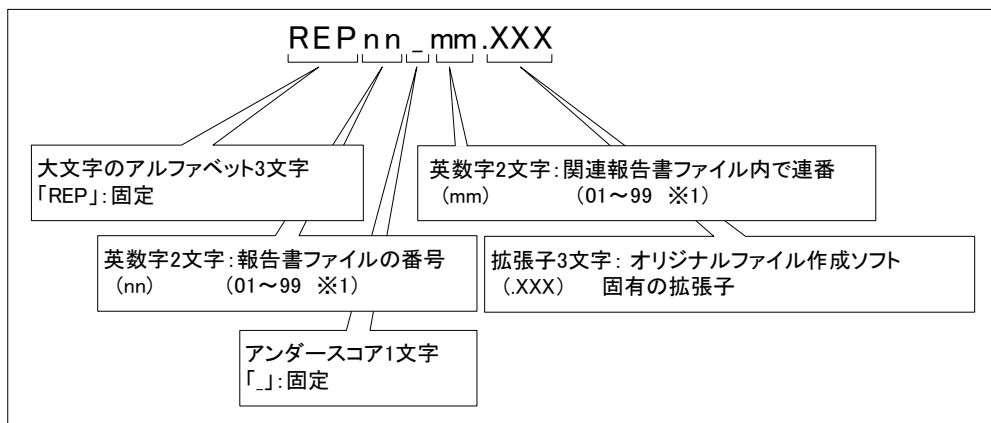 REPnn_mm.XXX
大文字のアルファベット3文字
「REP」:固定
英数字2文字:関連報告書ファイル内で連番
(mm) (01～99 ※1)
英数字2文字:報告書ファイルの番号
(nn) (01～99 ※1)
拡張子3文字: オリジナルファイル作成ソフト
(.XXX) 固有の拡張子
アンダースコア1文字
「_」:固定